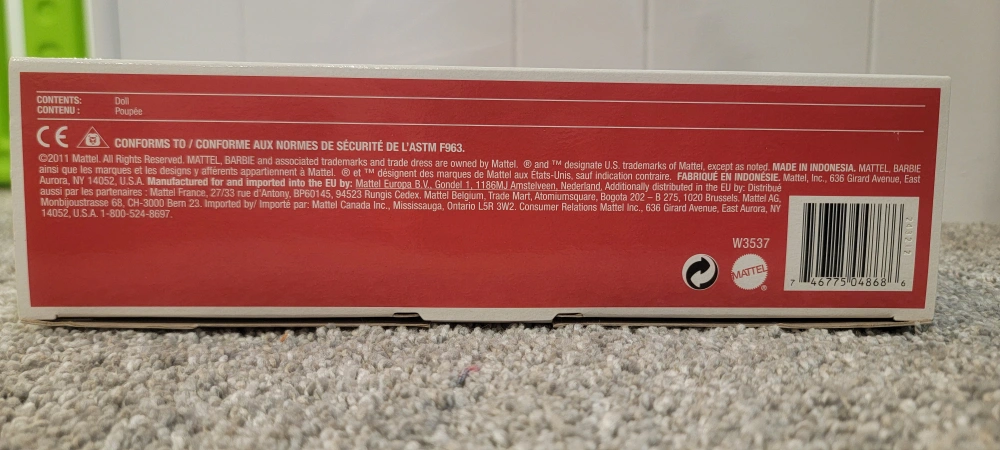 CONTENTS: Doll
CONTENU : Poupée
CE CONFORMS TO / CONFORME AUX NORMES DE SÉCURITÉ DE L'ASTM F963.
©2011 Mattel. All Rights Reserved. MATTEL, BARBIE and associated trademarks and trade dress are owned by Mattel. ® and ™ designate U.S. trademarks of Mattel, except as noted. MADE IN INDONESIA. MATTEL, BARBIE
ainsi que les marques et les designs y afférents appartiennent à Mattel. ® et ™ désignent des marques de Mattel aux États-Unis, sauf indication contraire. FABRIQUÉ EN INDONÉSIE. Mattel, Inc., 636 Girard Avenue, East
Aurora, NY 14052, U.S.A. Manufactured for and imported into the EU by: Mattel Europa B.V., Gondel 1, 1186MJ Amstelveen, Nederland. Additionally distributed in the EU by: Distribué
aussi par les partenaires : Mattel France, 27/33 rue d'Antony, BP60145, 94523 Rungis Cedex. Mattel Belgium, Trade Mart, Atomiumsquare, Bogota 202 – B 275, 1020 Brussels. Mattel AG,
Monbijoustrasse 68, CH-3000 Bern 23. Imported by/ Importé par: Mattel Canada Inc., Mississauga, Ontario L5R 3W2. Consumer Relations Mattel Inc., 636 Girard Avenue, East Aurora, NY
14052, U.S.A. 1-800-524-8697.
W3537
MATTEL ®
7 46775 04868 6